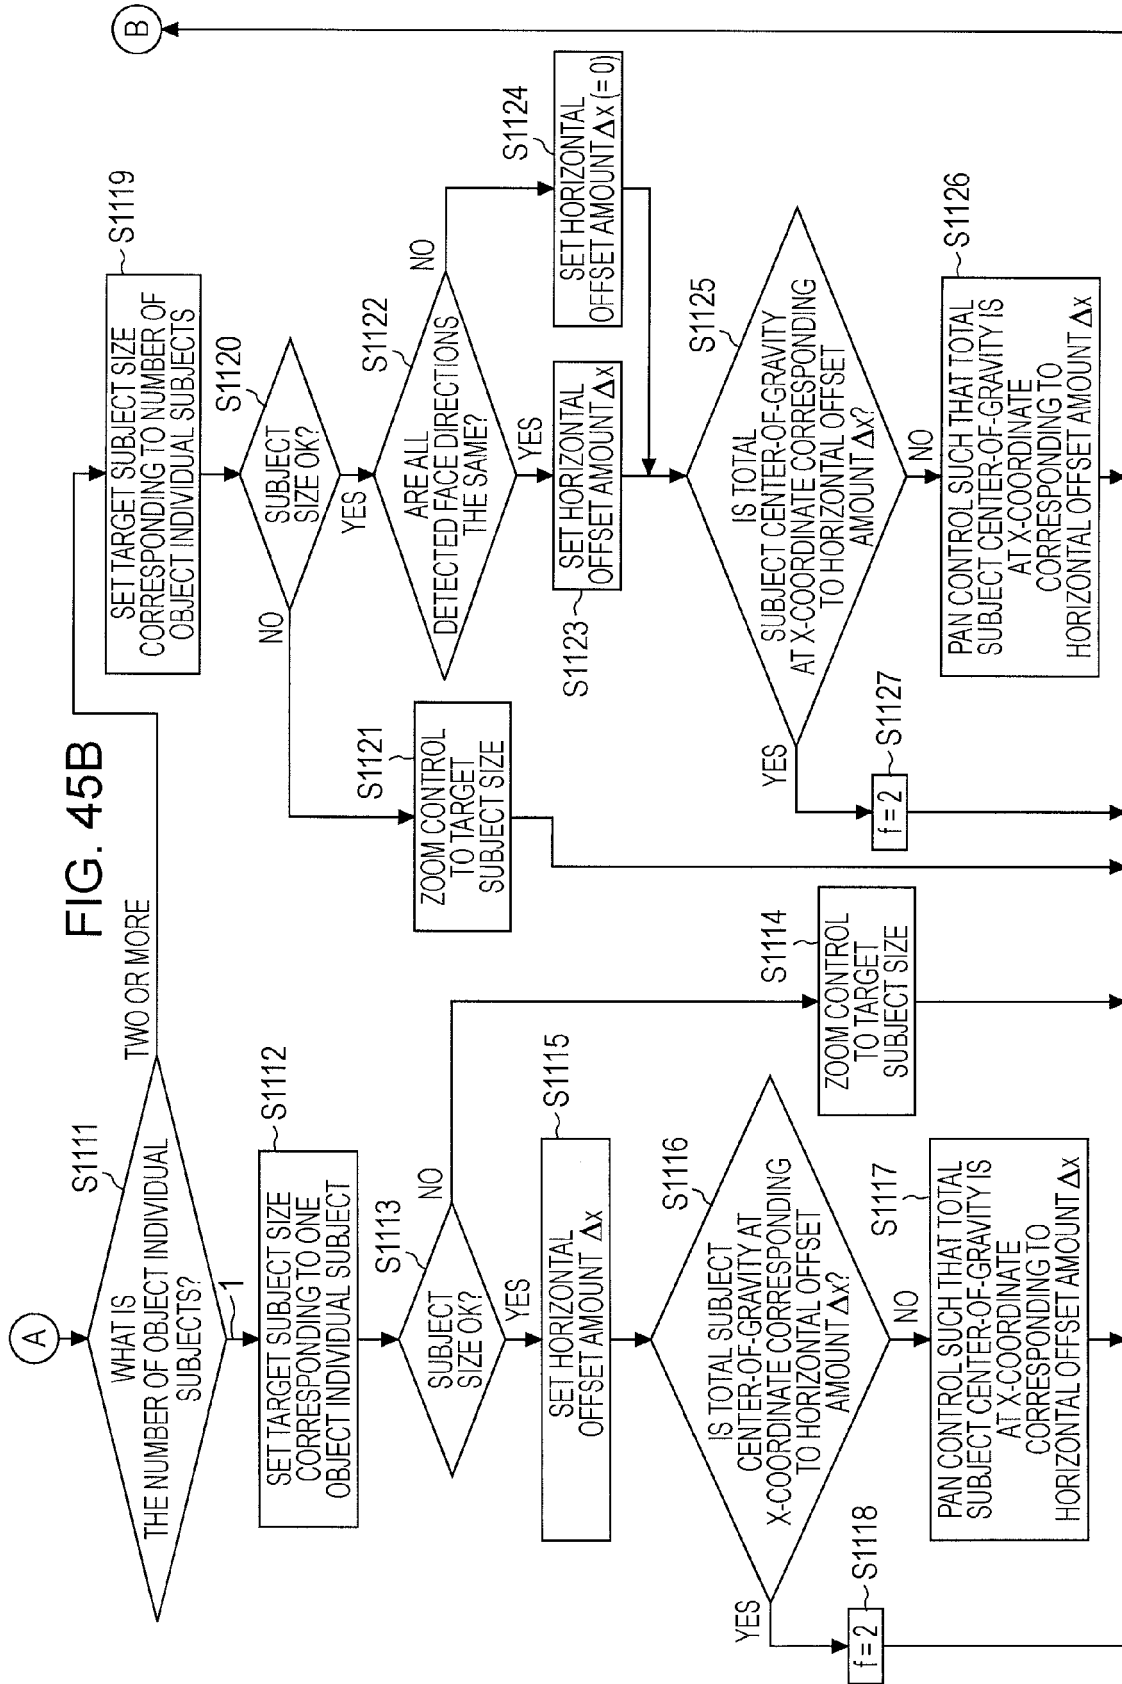 FIG. 45B
A
S1111
WHAT IS
THE NUMBER OF OBJECT INDIVIDUAL
SUBJECTS?
TWO OR MORE
1
S1112
SET TARGET SUBJECT SIZE
CORRESPONDING TO ONE
OBJECT INDIVIDUAL SUBJECT
S1113
SUBJECT
SIZE OK?
NO
YES
S1114
ZOOM CONTROL
TO TARGET
SUBJECT SIZE
S1115
SET HORIZONTAL
OFFSET AMOUNT Δx
S1116
IS TOTAL SUBJECT
CENTER-OF-GRAVITY AT
X-COORDINATE CORRESPONDING
TO HORIZONTAL OFFSET
AMOUNT Δx?
YES
NO
S1118
f = 2
S1117
PAN CONTROL SUCH THAT TOTAL
SUBJECT CENTER-OF-GRAVITY IS
AT X-COORDINATE
CORRESPONDING TO
HORIZONTAL OFFSET AMOUNT Δx
S1119
SET TARGET SUBJECT SIZE
CORRESPONDING TO NUMBER OF
OBJECT INDIVIDUAL SUBJECTS
S1120
SUBJECT
SIZE OK?
NO
YES
S1121
ZOOM CONTROL
TO TARGET
SUBJECT SIZE
S1122
ARE ALL
DETECTED FACE DIRECTIONS
THE SAME?
NO
YES
S1123
SET HORIZONTAL
OFFSET AMOUNT Δx
S1124
SET HORIZONTAL
OFFSET AMOUNT Δx (= 0)
S1125
IS TOTAL
SUBJECT CENTER-OF-GRAVITY
AT X-COORDINATE CORRESPONDING
TO HORIZONTAL OFFSET
AMOUNT Δx?
YES
NO
S1127
f = 2
S1126
PAN CONTROL SUCH THAT TOTAL
SUBJECT CENTER-OF-GRAVITY IS
AT X-COORDINATE
CORRESPONDING TO
HORIZONTAL OFFSET AMOUNT Δx
B